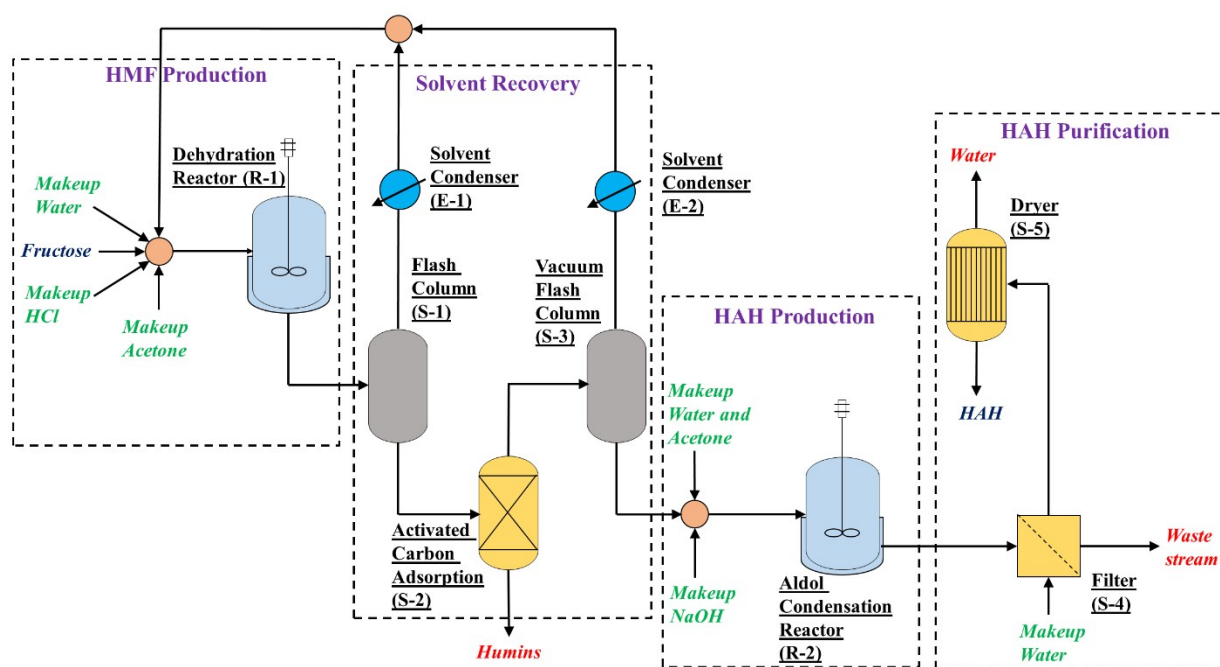 HMF Production
Dehydration
Reactor (R-1)
Makeup
Water
Fructose
Makeup
HCl
Makeup
Acetone
Solvent Recovery
Solvent
Condenser
(E-1)
Solvent
Condenser
(E-2)
Flash
Column
(S-1)
Vacuum
Flash
Column
(S-3)
Activated
Carbon
Adsorption
(S-2)
Humins
HAH Production
Makeup
Water and
Acetone
Makeup
NaOH
Aldol
Condensation
Reactor
(R-2)
HAH Purification
Water
Dryer
(S-5)
HAH
Waste
stream
Filter
(S-4)
Makeup
Water